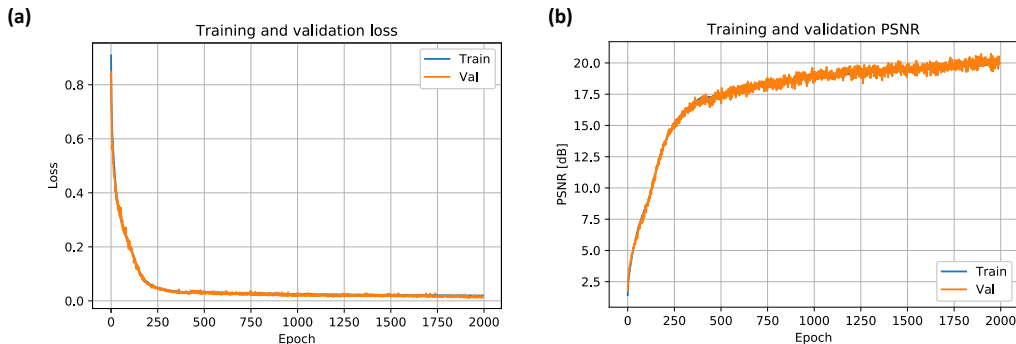 (a)
Training and validation loss
Train
Val
0.8
0.6
0.4
0.2
0.0
Loss
0 250 500 750 1000 1250 1500 1750 2000
Epoch
(b)
Training and validation PSNR
20.0
17.5
15.0
12.5
10.0
7.5
5.0
2.5
PSNR [dB]
Train
Val
0 250 500 750 1000 1250 1500 1750 2000
Epoch